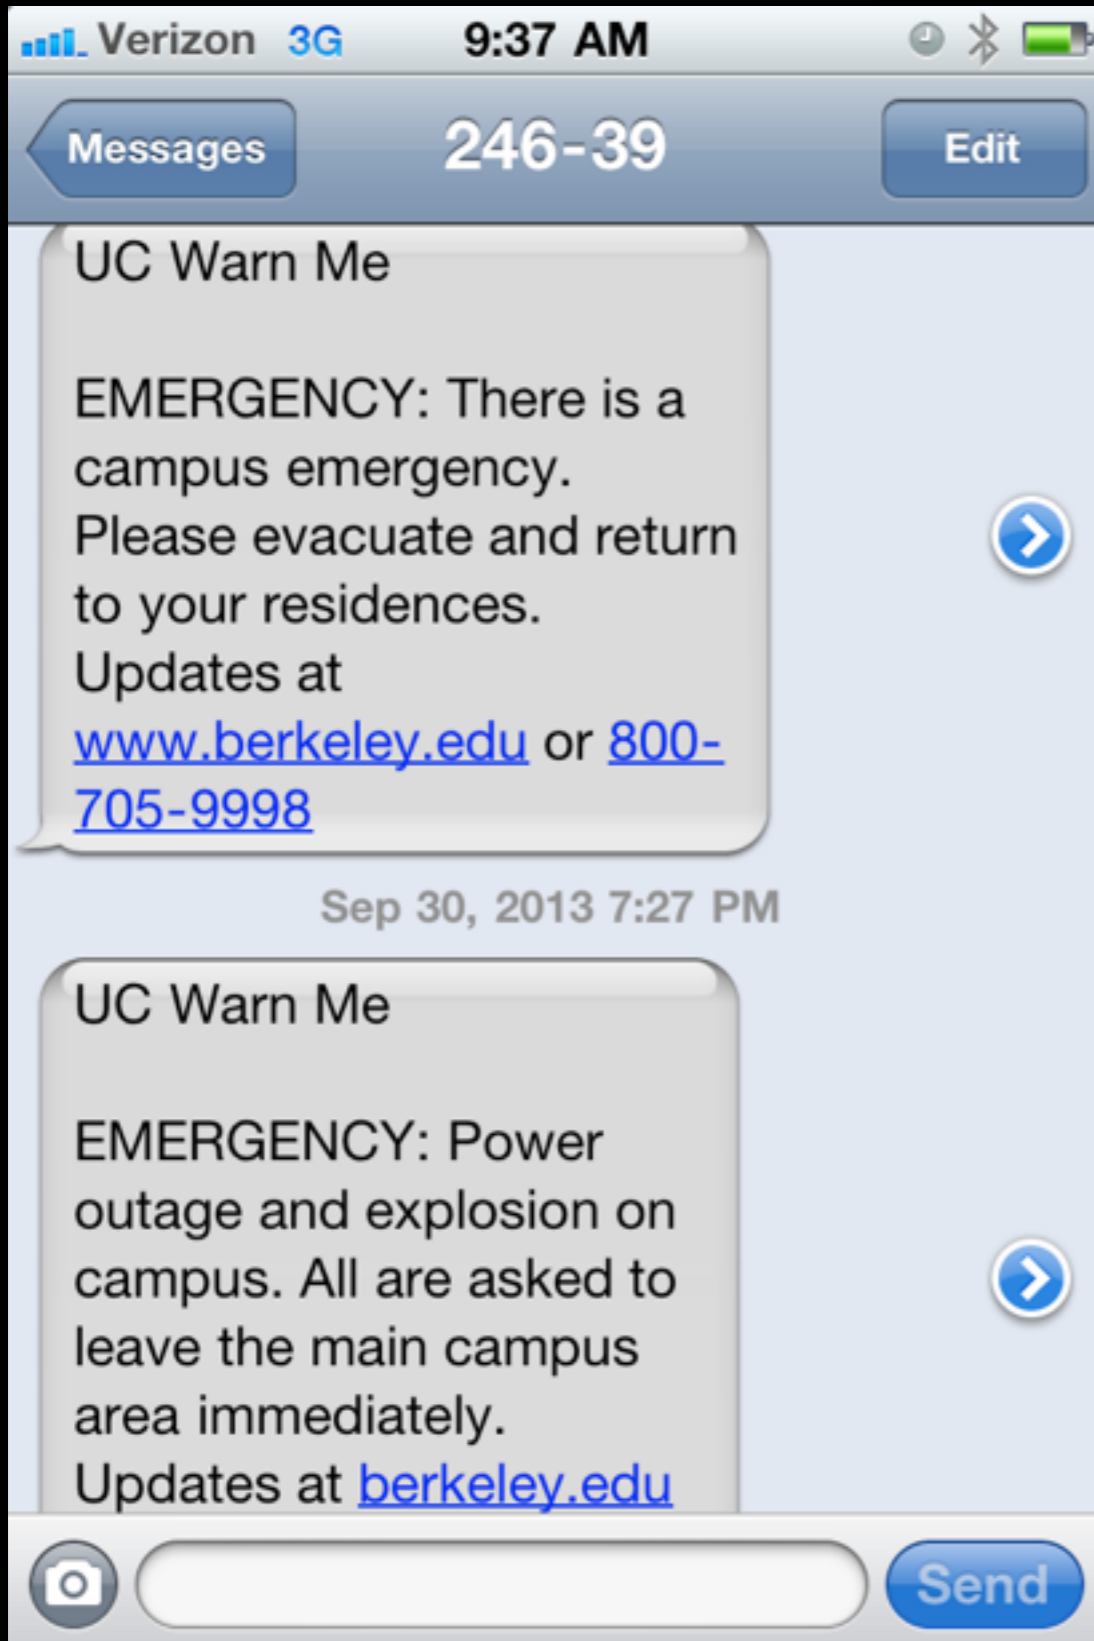 Verizon 3G 9:37 AM
Messages 246-39 Edit
UC Warn Me
EMERGENCY: There is a
campus emergency.
Please evacuate and return
to your residences.
Updates at
www.berkeley.edu or 800-
705-9998
Sep 30, 2013 7:27 PM
UC Warn Me
EMERGENCY: Power
outage and explosion on
campus. All are asked to
leave the main campus
area immediately.
Updates at berkeley.edu
Send